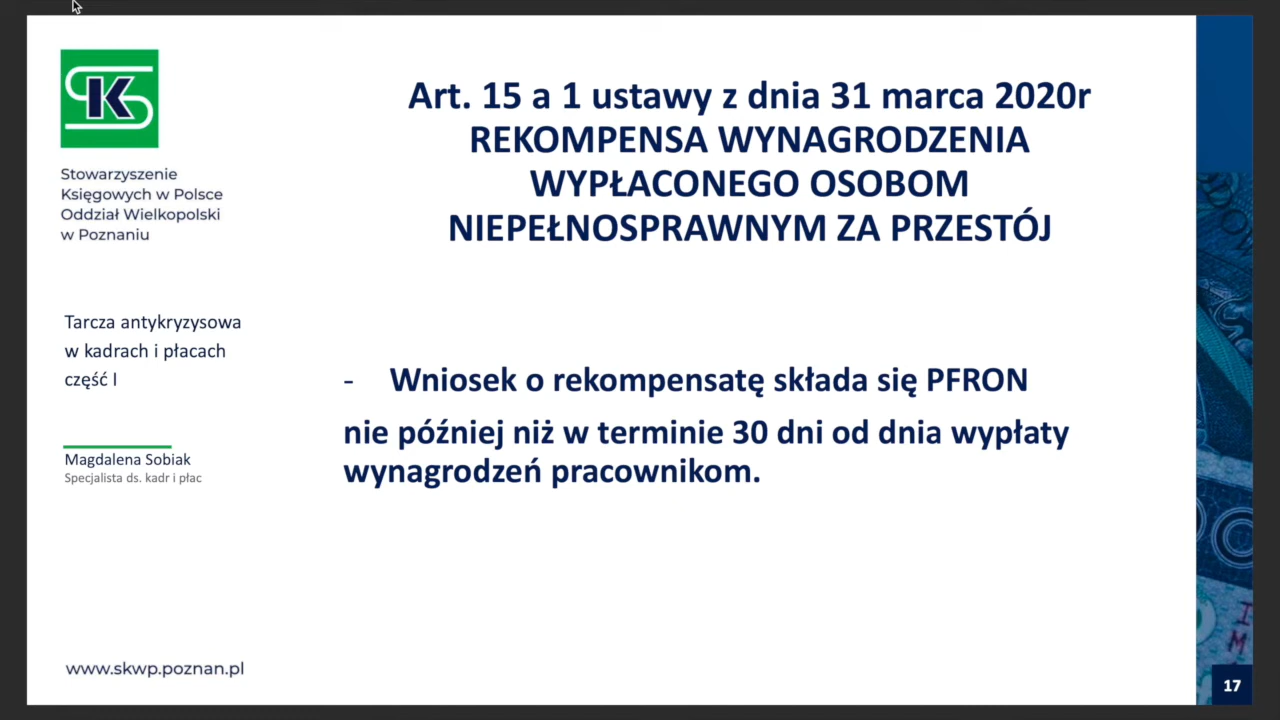 Stowarzyszenie
Księgowych w Polsce
Oddział Wielkopolski
w Poznaniu
Tarcza antykryzysowa
w kadrach i płacach
część I
Magdalena Sobiak
Specjalista ds. kadr i płac
www.skwp.poznan.pl
Art. 15 a 1 ustawy z dnia 31 marca 2020r
REKOMPENSA WYNAGRODZENIA
WYPŁACONEGO OSOBOM
NIEPEŁNOSPRAWNYM ZA PRZESTÓJ
- Wniosek o rekompensatę składa się PFRON
nie później niż w terminie 30 dni od dnia wypłaty
wynagrodzeń pracownikom.
17